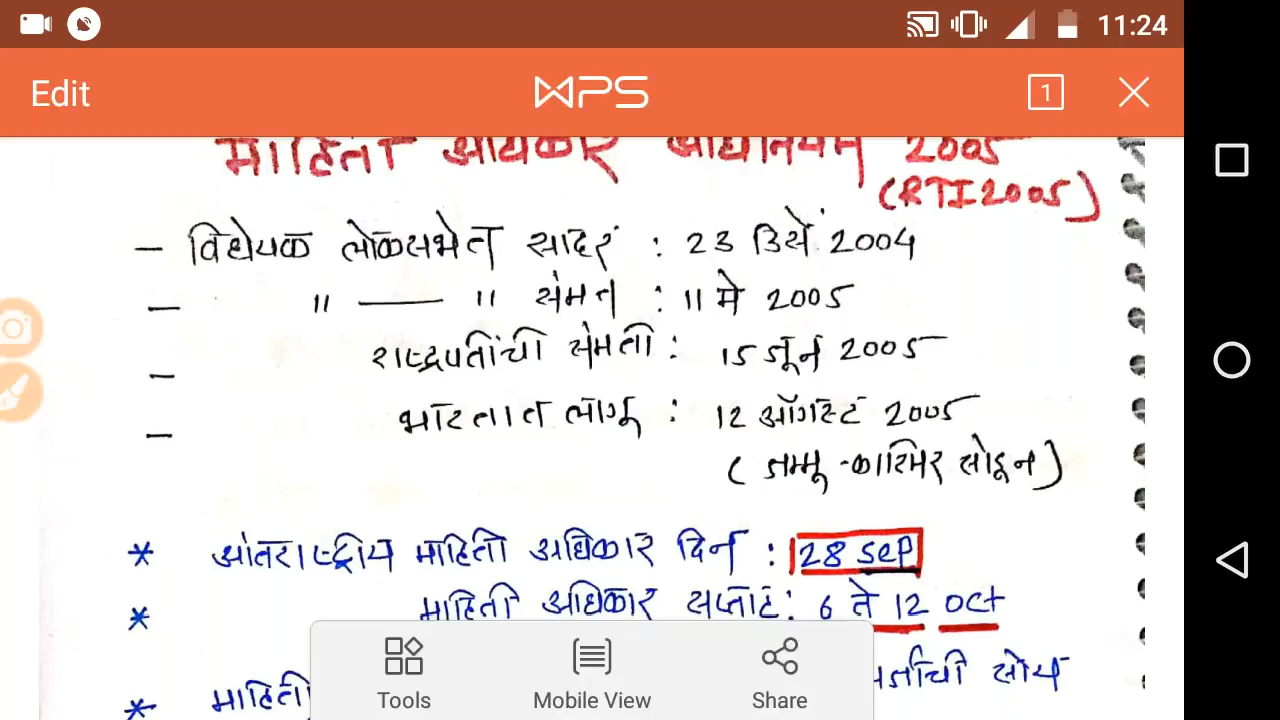 11:24
Edit
WPS
1
माहिती अधिकार अधिनियम 2005
(RTI 2005)
– विधेयक लोकसभेत सादर : 23 डिसें. 2004
– " —— " संमत : 11 मे 2005
– राष्ट्रपतींची संमती : 15 जून 2005
– भारतात लागू : 12 ऑगस्ट 2005
(जम्मू-काश्मिर सोडून)
* आंतराष्ट्रीय माहिती अधिकार दिन : 28 Sep
* माहिती अधिकार सप्ताह : 6 ते 12 Oct
* माहिती
Tools
Mobile View
Share